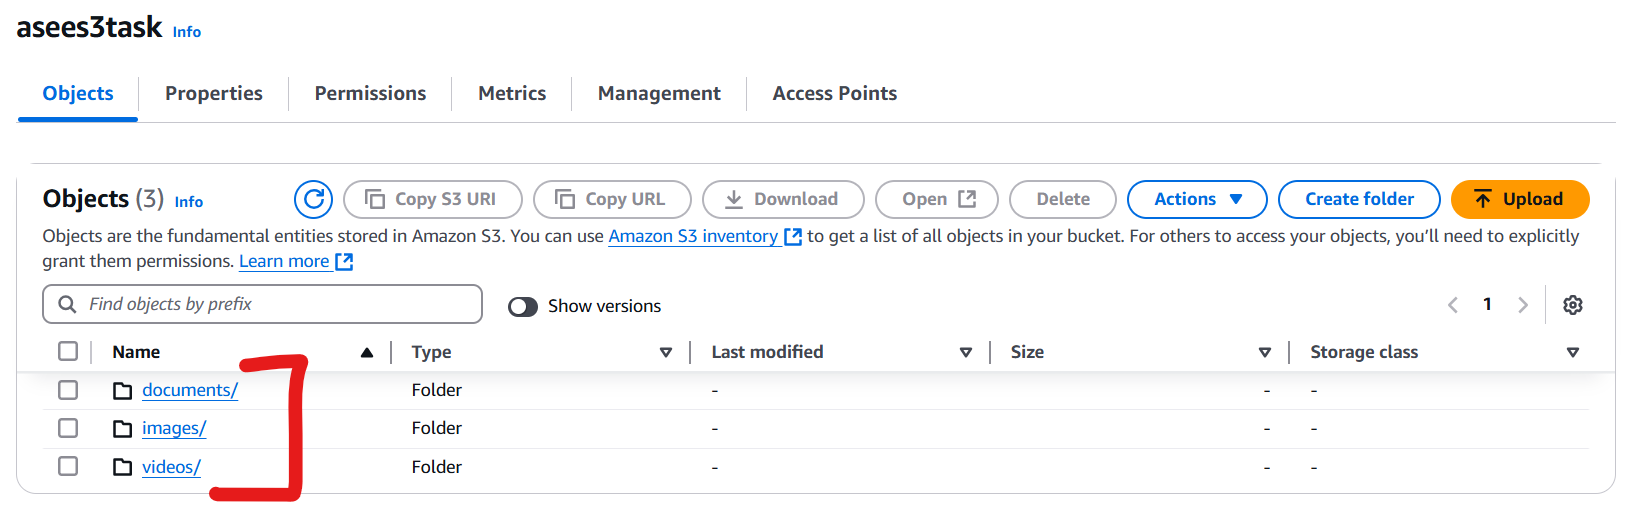 asees3task Info
Objects Properties Permissions Metrics Management Access Points
Objects (3) Info Copy S3 URI Copy URL Download Open Delete Actions Create folder Upload
Objects are the fundamental entities stored in Amazon S3. You can use Amazon S3 inventory to get a list of all objects in your bucket. For others to access your objects, you'll need to explicitly
grant them permissions. Learn more
Find objects by prefix Show versions 1
Name Type Last modified Size Storage class
documents/ Folder - - -
images/ Folder - - -
videos/ Folder - - -